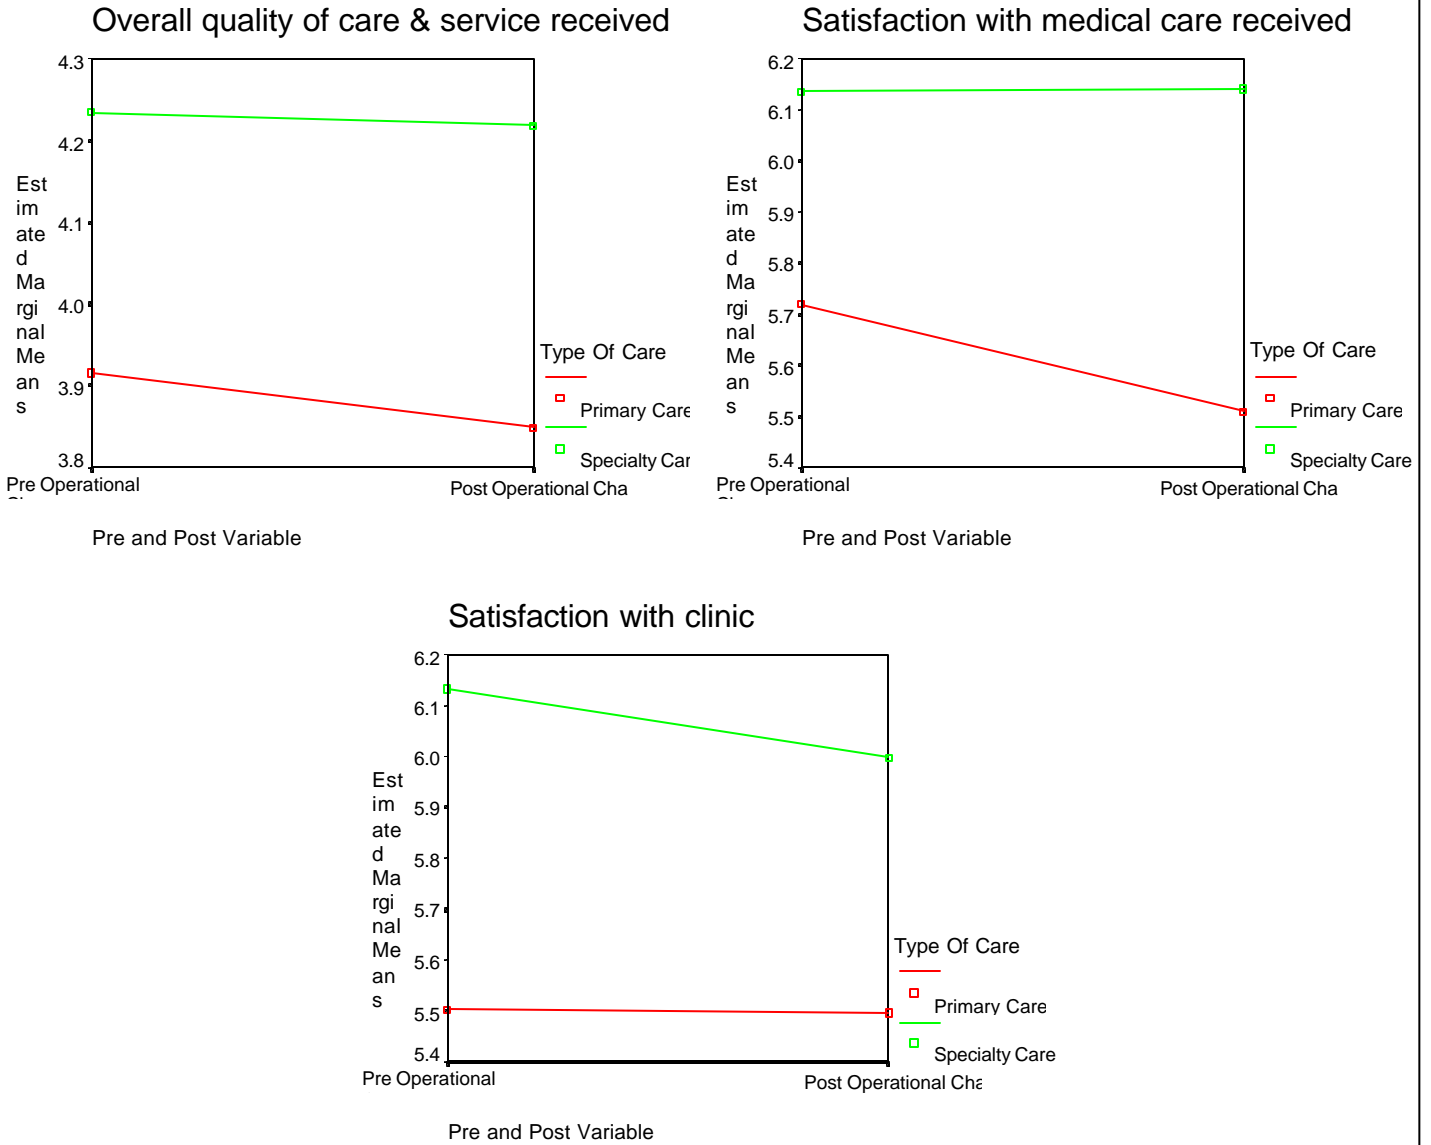 Overall quality of care & service received
4.3
4.2
4.1
4.0
3.9
3.8
Est
im
ate
d
Ma
rgi
nal
Me
an
s
Type Of Care
Primary Care
Specialty Car
Pre Operational
Post Operational Cha
Pre and Post Variable
Satisfaction with medical care received
6.2
6.1
6.0
5.9
5.8
5.7
5.6
5.5
5.4
Est
im
ate
d
Ma
rgi
nal
Me
an
s
Type Of Care
Primary Care
Specialty Care
Pre Operational
Post Operational Cha
Pre and Post Variable
Satisfaction with clinic
6.2
6.1
6.0
5.9
5.8
5.7
5.6
5.5
5.4
Est
im
ate
d
Ma
rgi
nal
Me
an
s
Type Of Care
Primary Care
Specialty Care
Pre Operational
Post Operational Cha
Pre and Post Variable